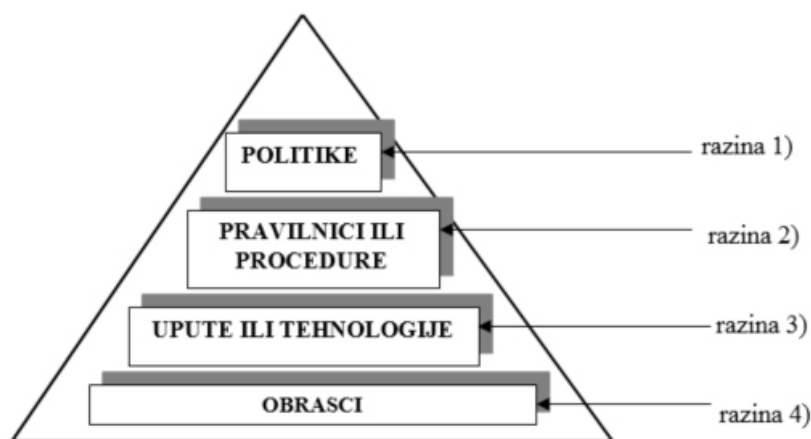 POLITIKE
razina 1)
PRAVILNICI ILI
PROCEDURE
razina 2)
UPUTE ILI TEHNOLOGIJE
razina 3)
OBRASCI
razina 4)